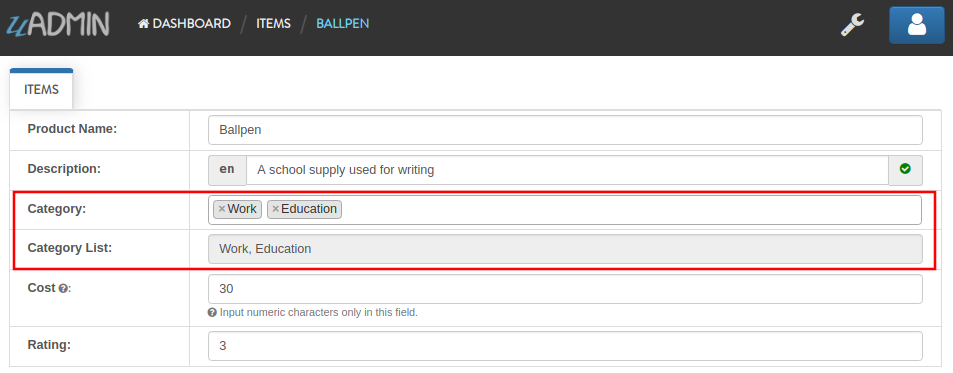 uADMIN DASHBOARD / ITEMS / BALLPEN
ITEMS
Product Name: Ballpen
Description: en A school supply used for writing
Category: ×Work ×Education
Category List: Work, Education
Cost ?: 30
? Input numeric characters only in this field.
Rating: 3